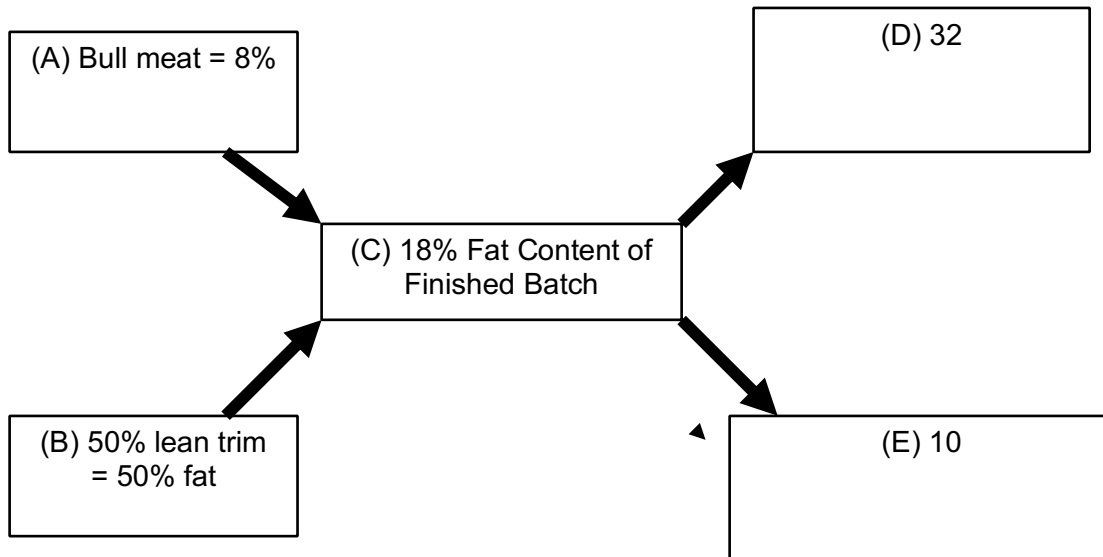 (A) Bull meat = 8%
(D) 32
(C) 18% Fat Content of
Finished Batch
(B) 50% lean trim
= 50% fat
(E) 10